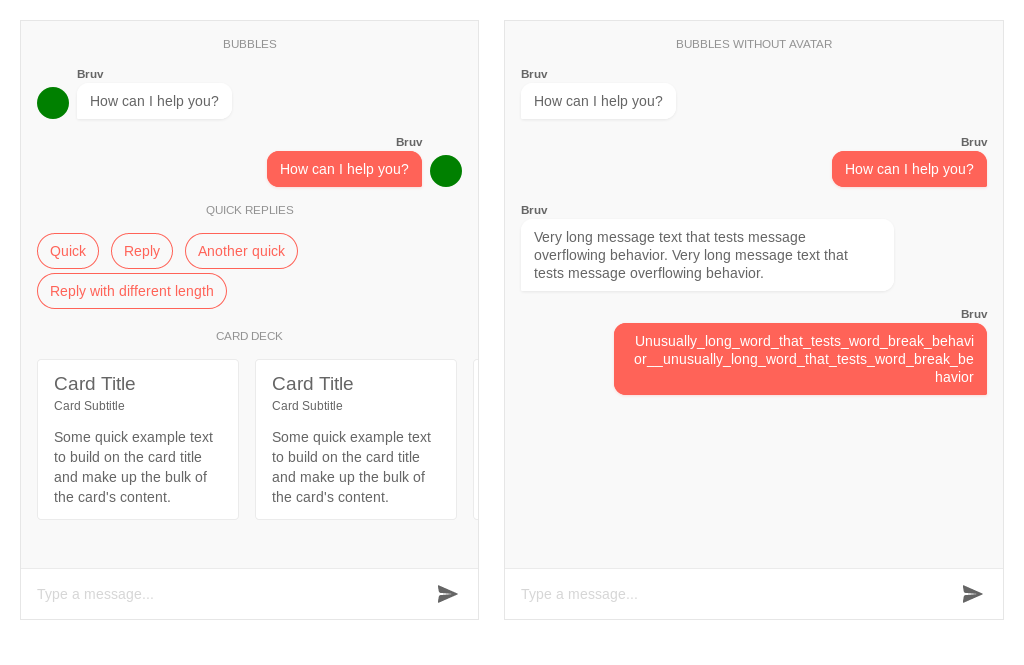 BUBBLES
Bruv
How can I help you?
Bruv
How can I help you?
QUICK REPLIES
Quick
Reply
Another quick
Reply with different length
CARD DECK
Card Title
Card Subtitle
Some quick example text
to build on the card title
and make up the bulk of
the card's content.
Card Title
Card Subtitle
Some quick example text
to build on the card title
and make up the bulk of
the card's content.
Type a message...
BUBBLES WITHOUT AVATAR
Bruv
How can I help you?
Bruv
How can I help you?
Bruv
Very long message text that tests message
overflowing behavior. Very long message text that
tests message overflowing behavior.
Bruv
Unusually_long_word_that_tests_word_break_behavi
or__unusually_long_word_that_tests_word_break_be
havior
Type a message...